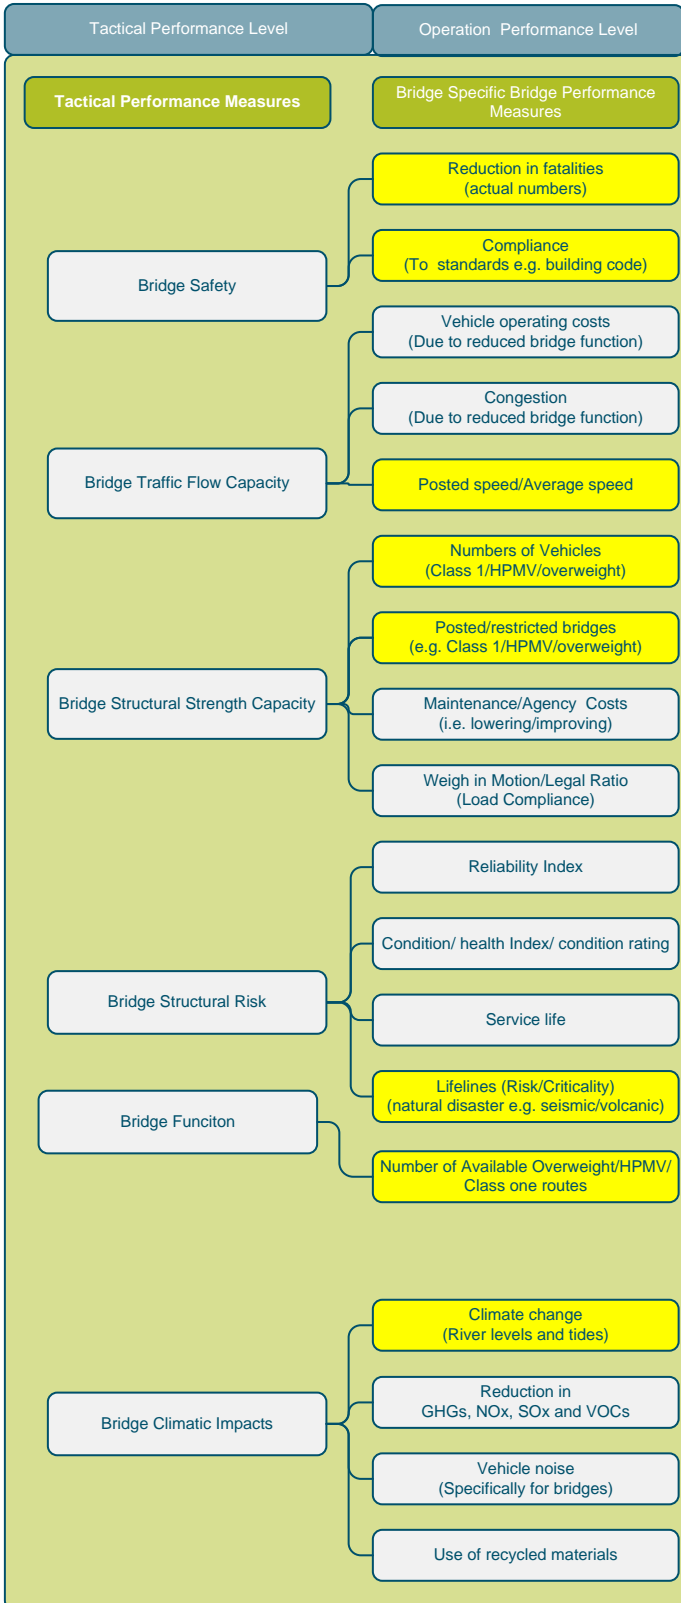 Tactical Performance Level
Operation Performance Level
Tactical Performance Measures
Bridge Specific Bridge Performance
Measures
Bridge Safety
Reduction in fatalities
(actual numbers)
Compliance
(To standards e.g. building code)
Bridge Traffic Flow Capacity
Vehicle operating costs
(Due to reduced bridge function)
Congestion
(Due to reduced bridge function)
Posted speed/Average speed
Bridge Structural Strength Capacity
Numbers of Vehicles
(Class 1/HPMV/overweight)
Posted/restricted bridges
(e.g. Class 1/HPMV/overweight)
Maintenance/Agency Costs
(i.e. lowering/improving)
Weigh in Motion/Legal Ratio
(Load Compliance)
Bridge Structural Risk
Reliability Index
Condition/ health Index/ condition rating
Service life
Lifelines (Risk/Criticality)
(natural disaster e.g. seismic/volcanic)
Bridge Funciton
Number of Available Overweight/HPMV/
Class one routes
Bridge Climatic Impacts
Climate change
(River levels and tides)
Reduction in
GHGs, NOx, SOx and VOCs
Vehicle noise
(Specifically for bridges)
Use of recycled materials